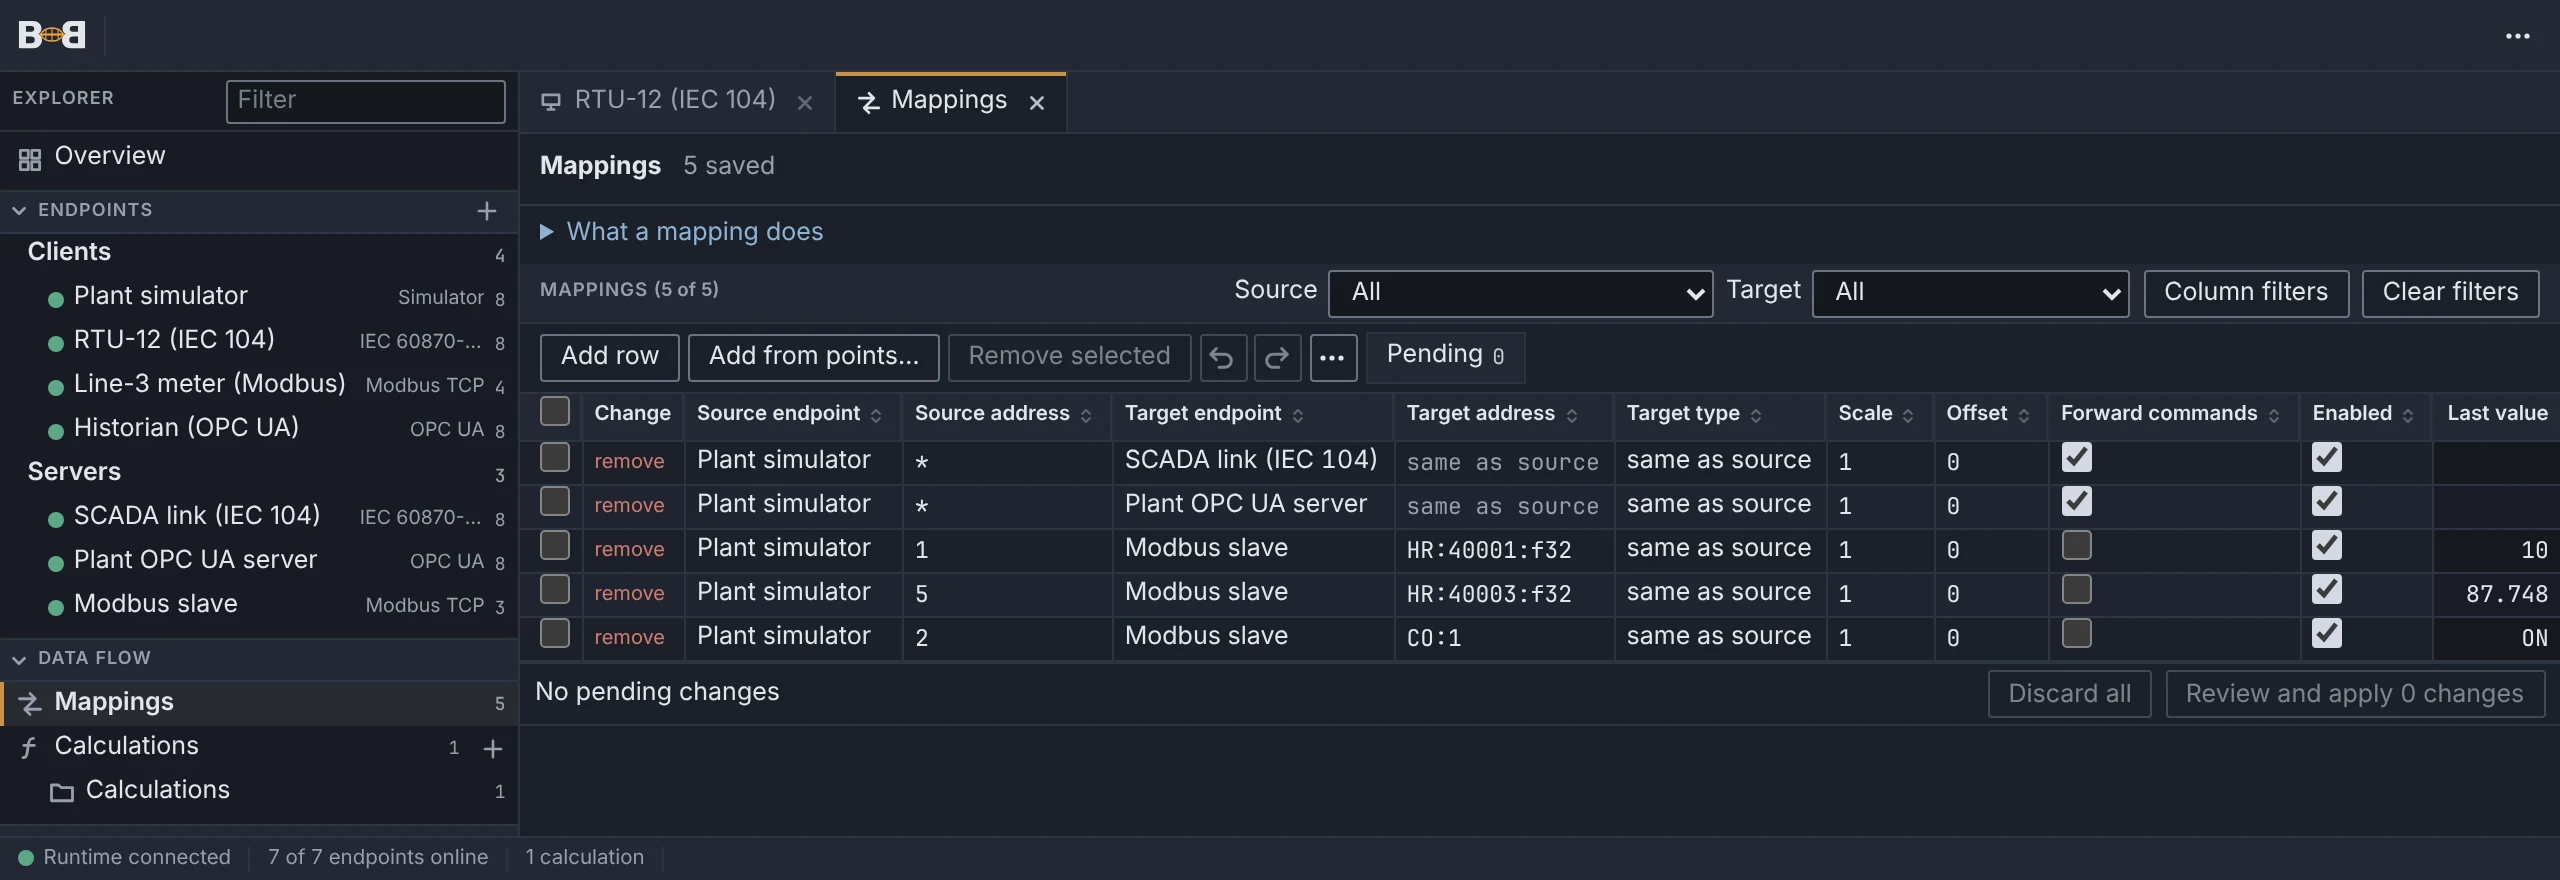 BB
EXPLORER
Filter
RTU-12 (IEC 104)
Mappings
Overview
ENDPOINTS
Clients 4
Plant simulator Simulator 8
RTU-12 (IEC 104) IEC 60870-... 8
Line-3 meter (Modbus) Modbus TCP 4
Historian (OPC UA) OPC UA 8
Servers 3
SCADA link (IEC 104) IEC 60870-... 8
Plant OPC UA server OPC UA 8
Modbus slave Modbus TCP 3
DATA FLOW
Mappings 5
Calculations 1
Calculations 1
Mappings 5 saved
What a mapping does
MAPPINGS (5 of 5) Source All Target All Column filters Clear filters
Add row Add from points... Remove selected ... Pending 0
Change Source endpoint Source address Target endpoint Target address Target type Scale Offset Forward commands Enabled Last value
remove Plant simulator * SCADA link (IEC 104) same as source same as source 1 0
remove Plant simulator * Plant OPC UA server same as source same as source 1 0
remove Plant simulator 1 Modbus slave HR:40001:f32 same as source 1 0 10
remove Plant simulator 5 Modbus slave HR:40003:f32 same as source 1 0 87.748
remove Plant simulator 2 Modbus slave CO:1 same as source 1 0 ON
No pending changes Discard all Review and apply 0 changes
Runtime connected 7 of 7 endpoints online 1 calculation